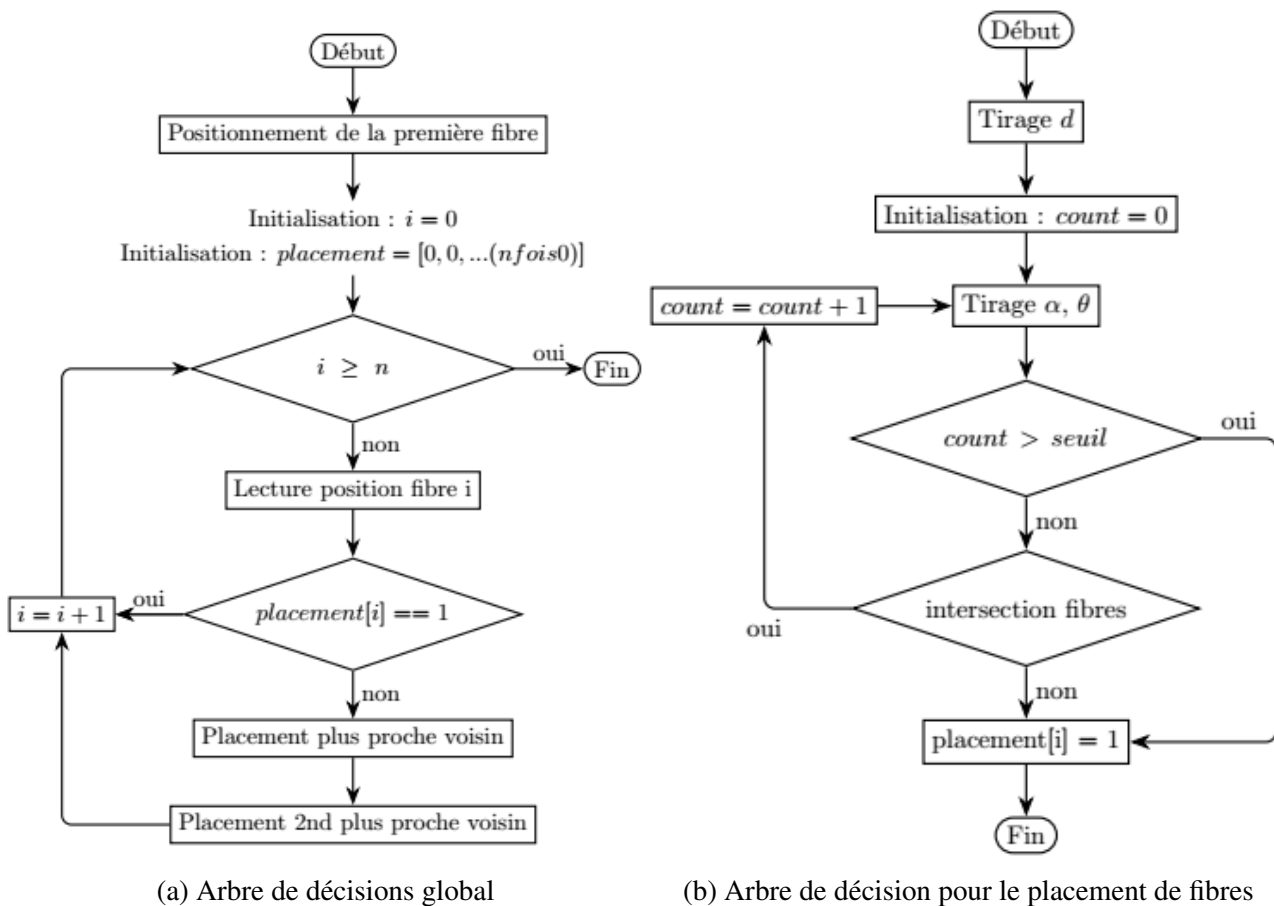 Début
Positionnement de la première fibre
Initialisation : i = 0
Initialisation : placement = [0, 0, ...(nfois0)]
i ≥ n
oui
Fin
non
Lecture position fibre i
placement[i] == 1
oui
i = i + 1
non
Placement plus proche voisin
Placement 2nd plus proche voisin
(a) Arbre de décisions global
Début
Tirage d
Initialisation : count = 0
count = count + 1
Tirage α, θ
count > seuil
oui
non
intersection fibres
oui
non
placement[i] = 1
Fin
(b) Arbre de décision pour le placement de fibres